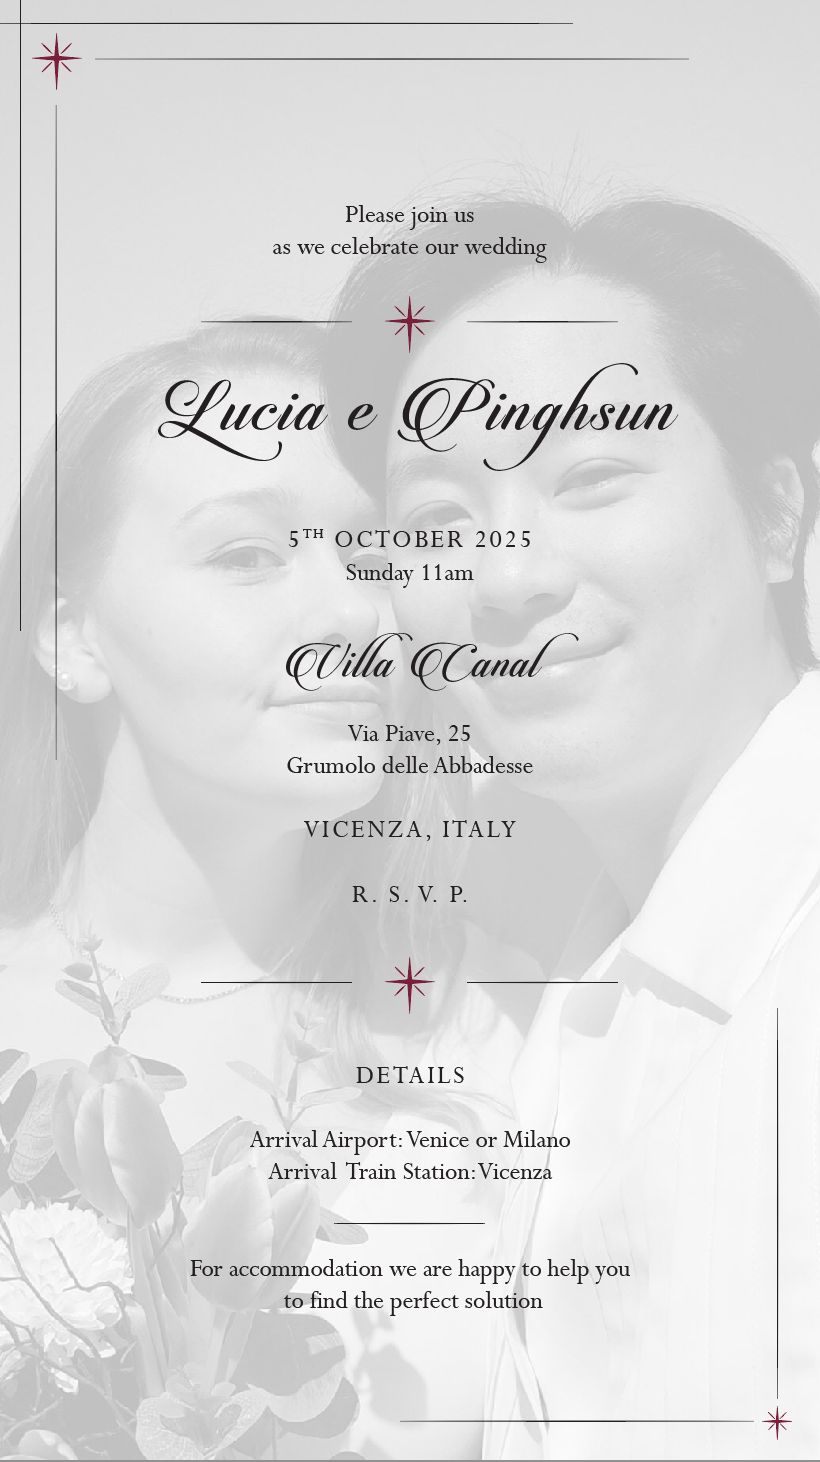 Please join us
as we celebrate our wedding
Lucia e Pinghsun
5TH OCTOBER 2025
Sunday 11am
Villa Canal
Via Piave, 25
Grumolo delle Abbadesse
VICENZA, ITALY
R. S. V. P.
DETAILS
Arrival Airport: Venice or Milano
Arrival Train Station: Vicenza
For accommodation we are happy to help you
to find the perfect solution